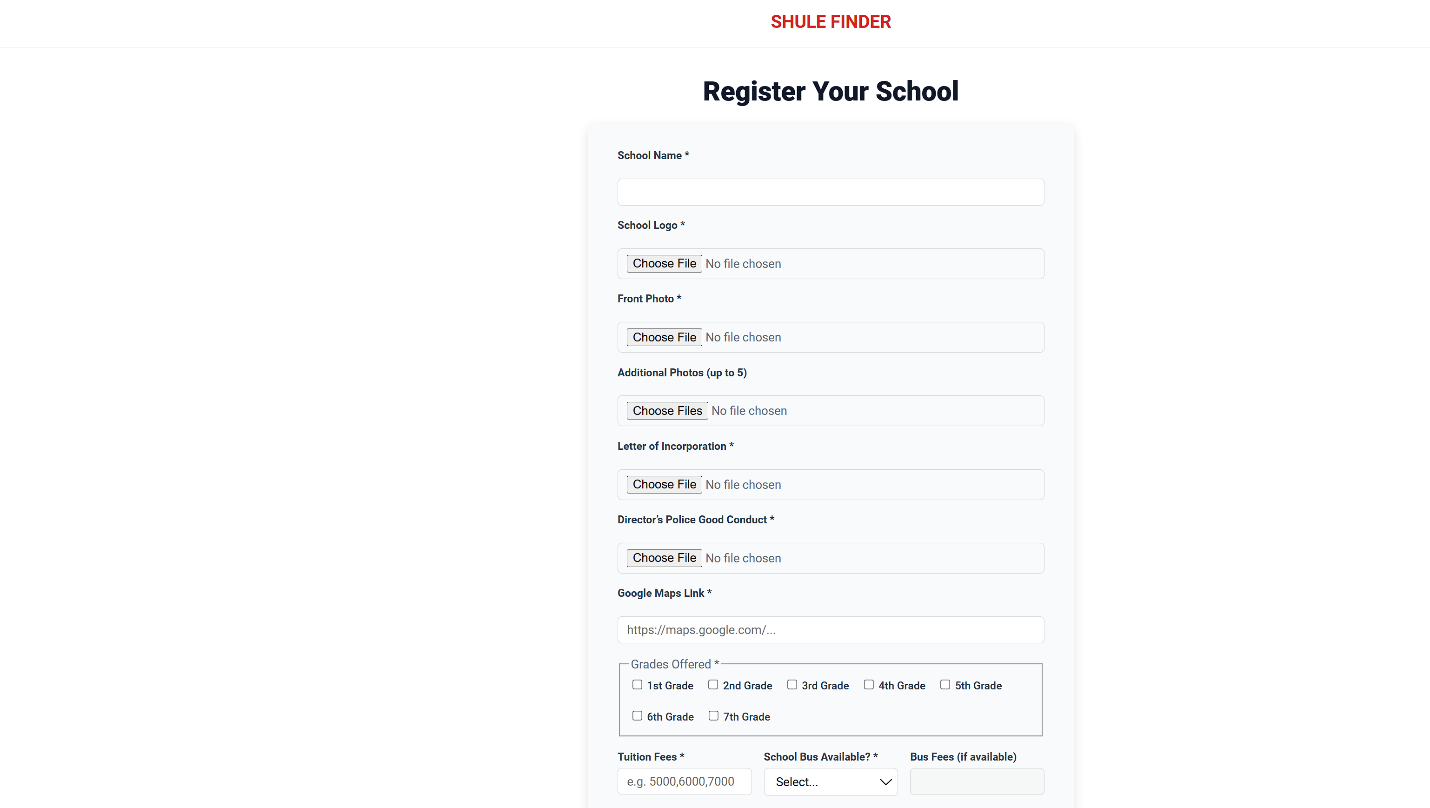 SHULE FINDER
Register Your School
School Name *
School Logo *
Choose File No file chosen
Front Photo *
Choose File No file chosen
Additional Photos (up to 5)
Choose Files No file chosen
Letter of Incorporation *
Choose File No file chosen
Director's Police Good Conduct *
Choose File No file chosen
Google Maps Link *
https://maps.google.com/...
Grades Offered *
1st Grade 2nd Grade 3rd Grade 4th Grade 5th Grade
6th Grade 7th Grade
Tuition Fees * School Bus Available? * Bus Fees (if available)
e.g. 5000,6000,7000 Select...